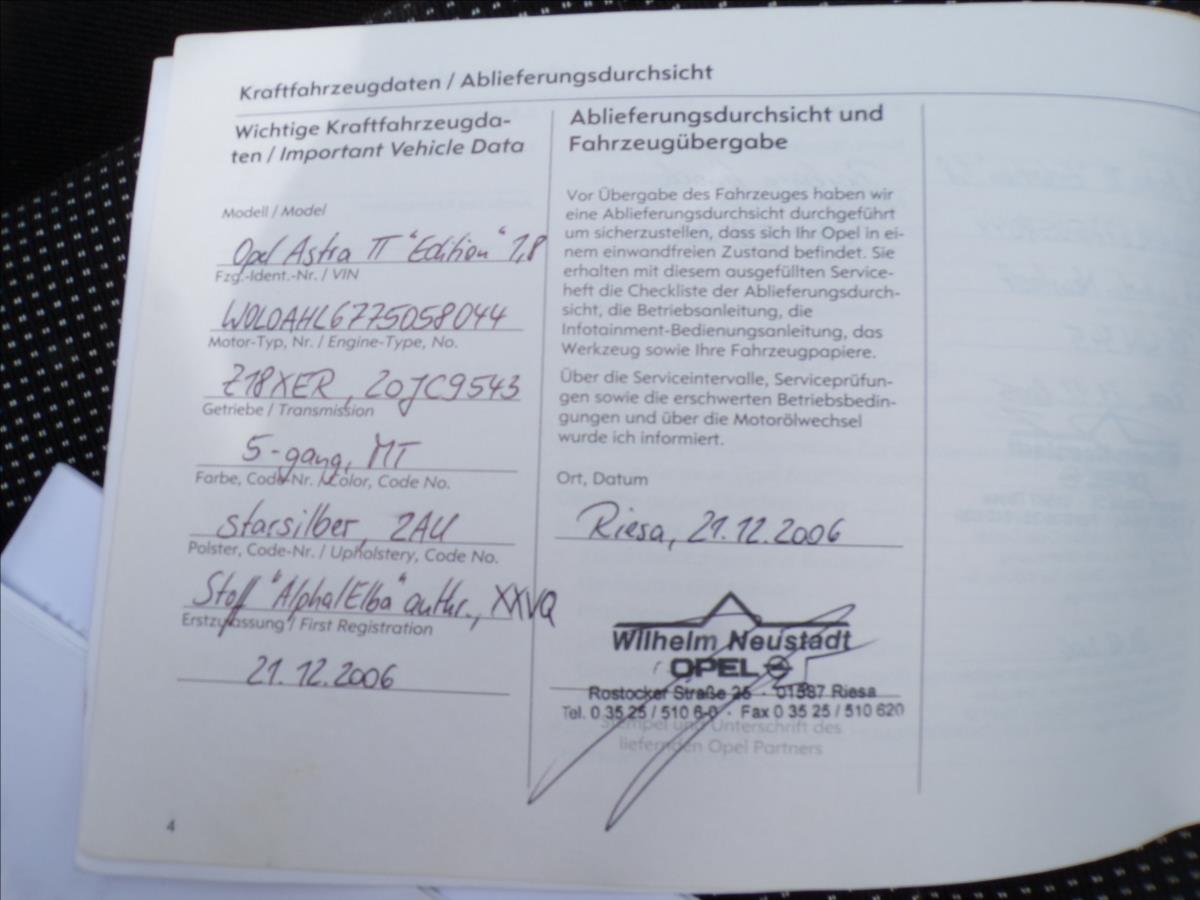 Kraftfahrzeugdaten / Ablieferungsdurchsicht
Wichtige Kraftfahrzeugda-
ten / Important Vehicle Data
Modell / Model
Opel Astra II "Edition" 1,8
Fzg.-Ident.-Nr. / VIN
W0L0AHL6775058044
Motor-Typ, Nr. / Engine-Type, No.
Z18XER, 20JC9543
Getriebe / Transmission
5-gang, MT
Farbe, Code-Nr. / Color, Code No.
starsilber, 2AU
Polster, Code-Nr. / Upholstery, Code No.
Stoff "Alpha/Elba" anthr., XXVQ
Erstzulassung / First Registration
21.12.2006
4
Ablieferungsdurchsicht und
Fahrzeugübergabe
Vor Übergabe des Fahrzeuges haben wir
eine Ablieferungsdurchsicht durchgeführt
um sicherzustellen, dass sich Ihr Opel in ei-
nem einwandfreien Zustand befindet. Sie
erhalten mit diesem ausgefüllten Service-
heft die Checkliste der Ablieferungsdurch-
sicht, die Betriebsanleitung, die
Infotainment-Bedienungsanleitung, das
Werkzeug sowie Ihre Fahrzeugpapiere.
Über die Serviceintervalle, Serviceprüfun-
gen sowie die erschwerten Betriebsbedin-
gungen und über die Motorölwechsel
wurde ich informiert.
Ort, Datum
Riesa, 21.12.2006
Wilhelm Neustadt
OPEL
Rostocker Straße 25 · 01587 Riesa
Tel. 0 35 25 / 510 6-0 · Fax 0 35 25 / 510 620
Stempel und Unterschrift des
liefernden Opel Partners